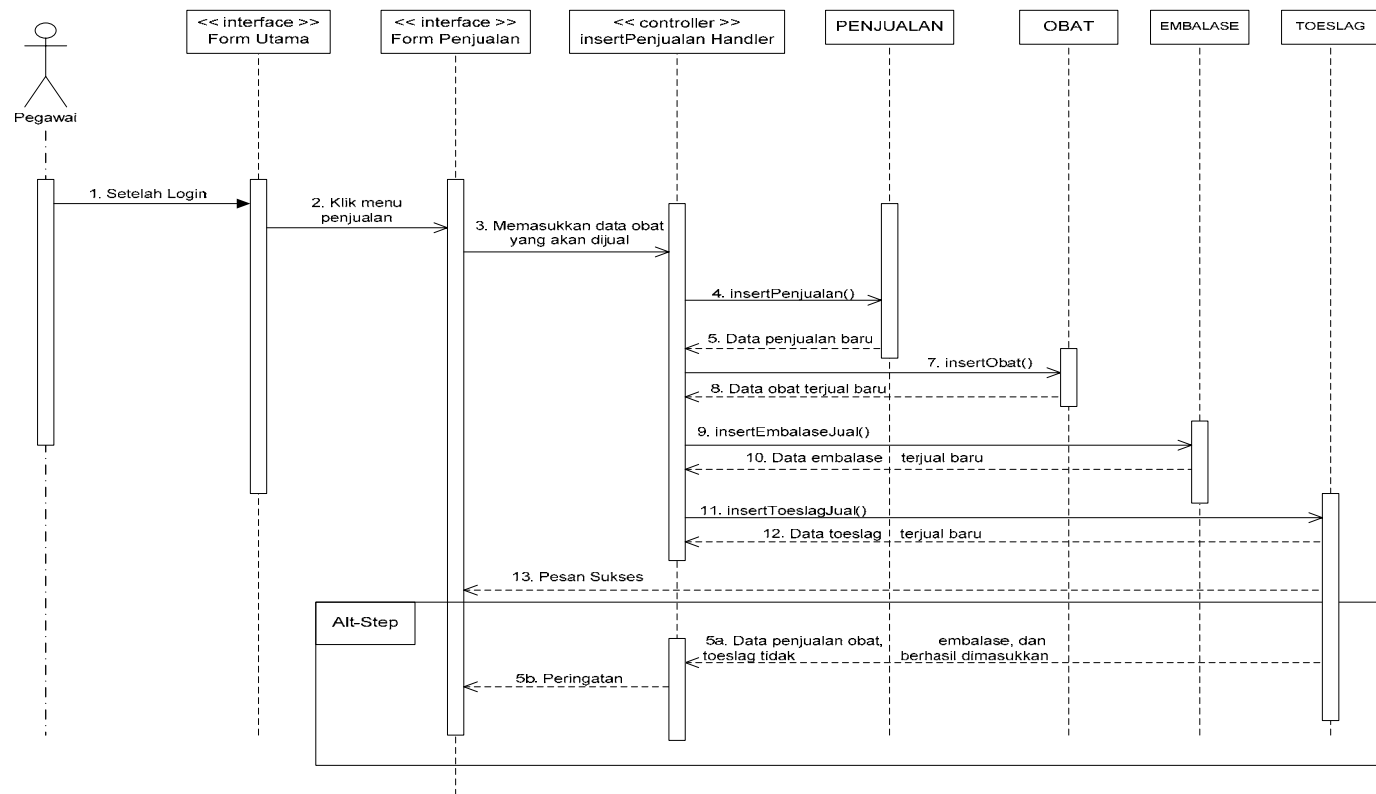 << interface >>
Form Utama
<< interface >>
Form Penjualan
<< controller >>
insertPenjualan Handler
PENJUALAN
OBAT
EMBALASE
TOESLAG
Pegawai
1. Setelah Login
2. Klik menu
penjualan
3. Memasukkan data obat
yang akan dijual
4. insertPenjualan()
5. Data penjualan baru
7. insertObat()
8. Data obat terjual baru
9. insertEmbalaseJual()
10. Data embalase terjual baru
11. insertToeslagJual()
12. Data toeslag terjual baru
13. Pesan Sukses
Alt-Step
5a. Data penjualan obat, embalase, dan
toeslag tidak berhasil dimasukkan
5b. Peringatan